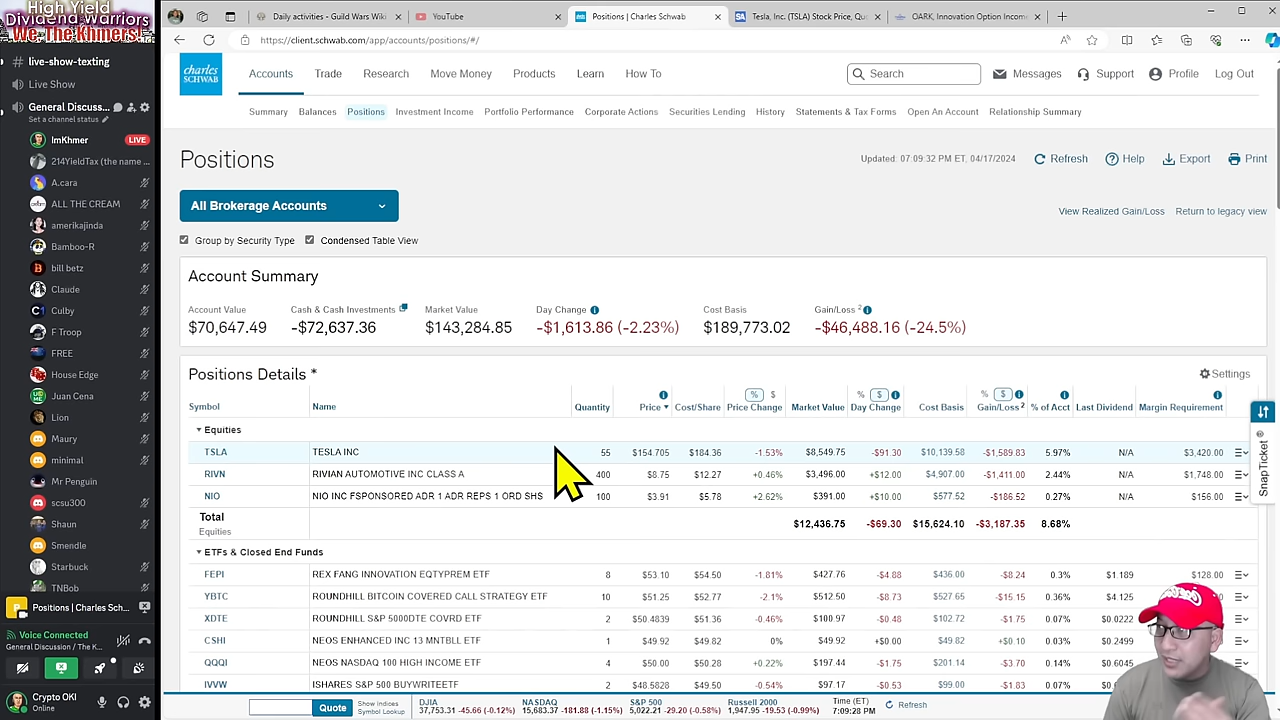 High Yield
Dividend Warriors
We The Khmers!
# live-show-texting
Live Show
General Discuss...
Set a channel status
ImKhmer LIVE
214YieldTax (the name ...
A.cara
ALL THE CREAM
amerikajinda
Bamboo-R
bill betz
Claude
Culby
F Troop
FREE
House Edge
Juan Cena
Lion
Maury
minimal
Mr Penguin
scsu300
Shaun
Smendle
Starbuck
TNBob
Positions | Charles Sch...
Voice Connected
General Discussion / The K...
Crypto OKI
Online
Daily activities - Guild Wars Wiki
YouTube
Positions | Charles Schwab
SA Tesla, Inc (TSLA) Stock Price, Qu
OARK, Innovation Option Incom
https://client.schwab.com/app/accounts/positions/#/
charles
SCHWAB
Accounts Trade Research Move Money Products Learn How To
Search
Messages Support Profile Log Out
Summary Balances Positions Investment Income Portfolio Performance Corporate Actions Securities Lending History Statements & Tax Forms Open An Account Relationship Summary
Positions
Updated: 07:09:32 PM ET, 04/17/2024 Refresh Help Export Print
All Brokerage Accounts
View Realized Gain/Loss Return to legacy view
Group by Security Type Condensed Table View
Account Summary
Account Value Cash & Cash Investments Market Value Day Change Cost Basis Gain/Loss 2
$70,647.49 -$72,637.36 $143,284.85 -$1,613.86 (-2.23%) $189,773.02 -$46,488.16 (-24.5%)
Positions Details *
Settings
% $ % $ % $
Symbol Name Quantity Price Cost/Share Price Change Market Value Day Change Cost Basis Gain/Loss 2 % of Acct Last Dividend Margin Requirement
Equities
TSLA TESLA INC 55 $154.705 $184.36 -1.53% $8,549.73 -$91.30 $10,139.58 -$1,589.83 5.97% N/A $3,420.00
RIVN RIVIAN AUTOMOTIVE INC CLASS A 400 $8.75 $12.27 +0.46% $3,496.00 +$12.00 $4,907.00 -$1,411.00 2.44% N/A $1,748.00
NIO NIO INC FSPONSORED ADR 1 ADR REPS 1 ORD SHS 100 $3.91 $5.78 +2.62% $391.00 +$10.00 $577.52 -$186.52 0.27% N/A $156.00
Total
Equities
$12,436.75 -$69.30 $15,624.10 -$3,187.35 8.68%
ETFs & Closed End Funds
FEPI REX FANG INNOVATION EQTYPREM ETF 8 $53.10 $54.50 -1.81% $427.76 -$4.88 $436.00 -$8.24 0.3% $1.189 $128.00
YBTC ROUNDHILL BITCOIN COVERED CALL STRATEGY ETF 10 $51.25 $52.77 -2.1% $512.50 -$8.73 $527.65 -$15.15 0.36% $4.125
XDTE ROUNDHILL S&P 5000DTE COVRD ETF 2 $50.4839 $51.36 -0.46% $100.97 -$0.48 $102.72 -$1.75 0.07% $0.0222
CSHI NEOS ENHANCED INC 13 MNTBLL ETF 1 $49.92 $49.82 0% $49.92 +$0.00 $49.82 +$0.10 0.03% $0.2499
QQQI NEOS NASDAQ 100 HIGH INCOME ETF 4 $50.00 $50.28 +0.22% $197.44 -$1.75 $201.14 -$3.70 0.14% $0.6045
IVVW ISHARES S&P 500 BUYWRITEETF 2 $48.5828 $49.50 -0.54% $97.17 -$0.53 $99.00 -$1.83 0.07%
SnapTicket ®
Quote
Show Indices
Symbol Lookup
DJIA
37,753.31 -45.66 (-0.12%)
NASDAQ
15,683.37 -181.88 (-1.15%)
S&P 500
5,022.21 -29.20 (-0.58%)
Russell 2000
1,947.95 -19.53 (-0.99%)
Time (ET)
7:09:28 PM
Refresh